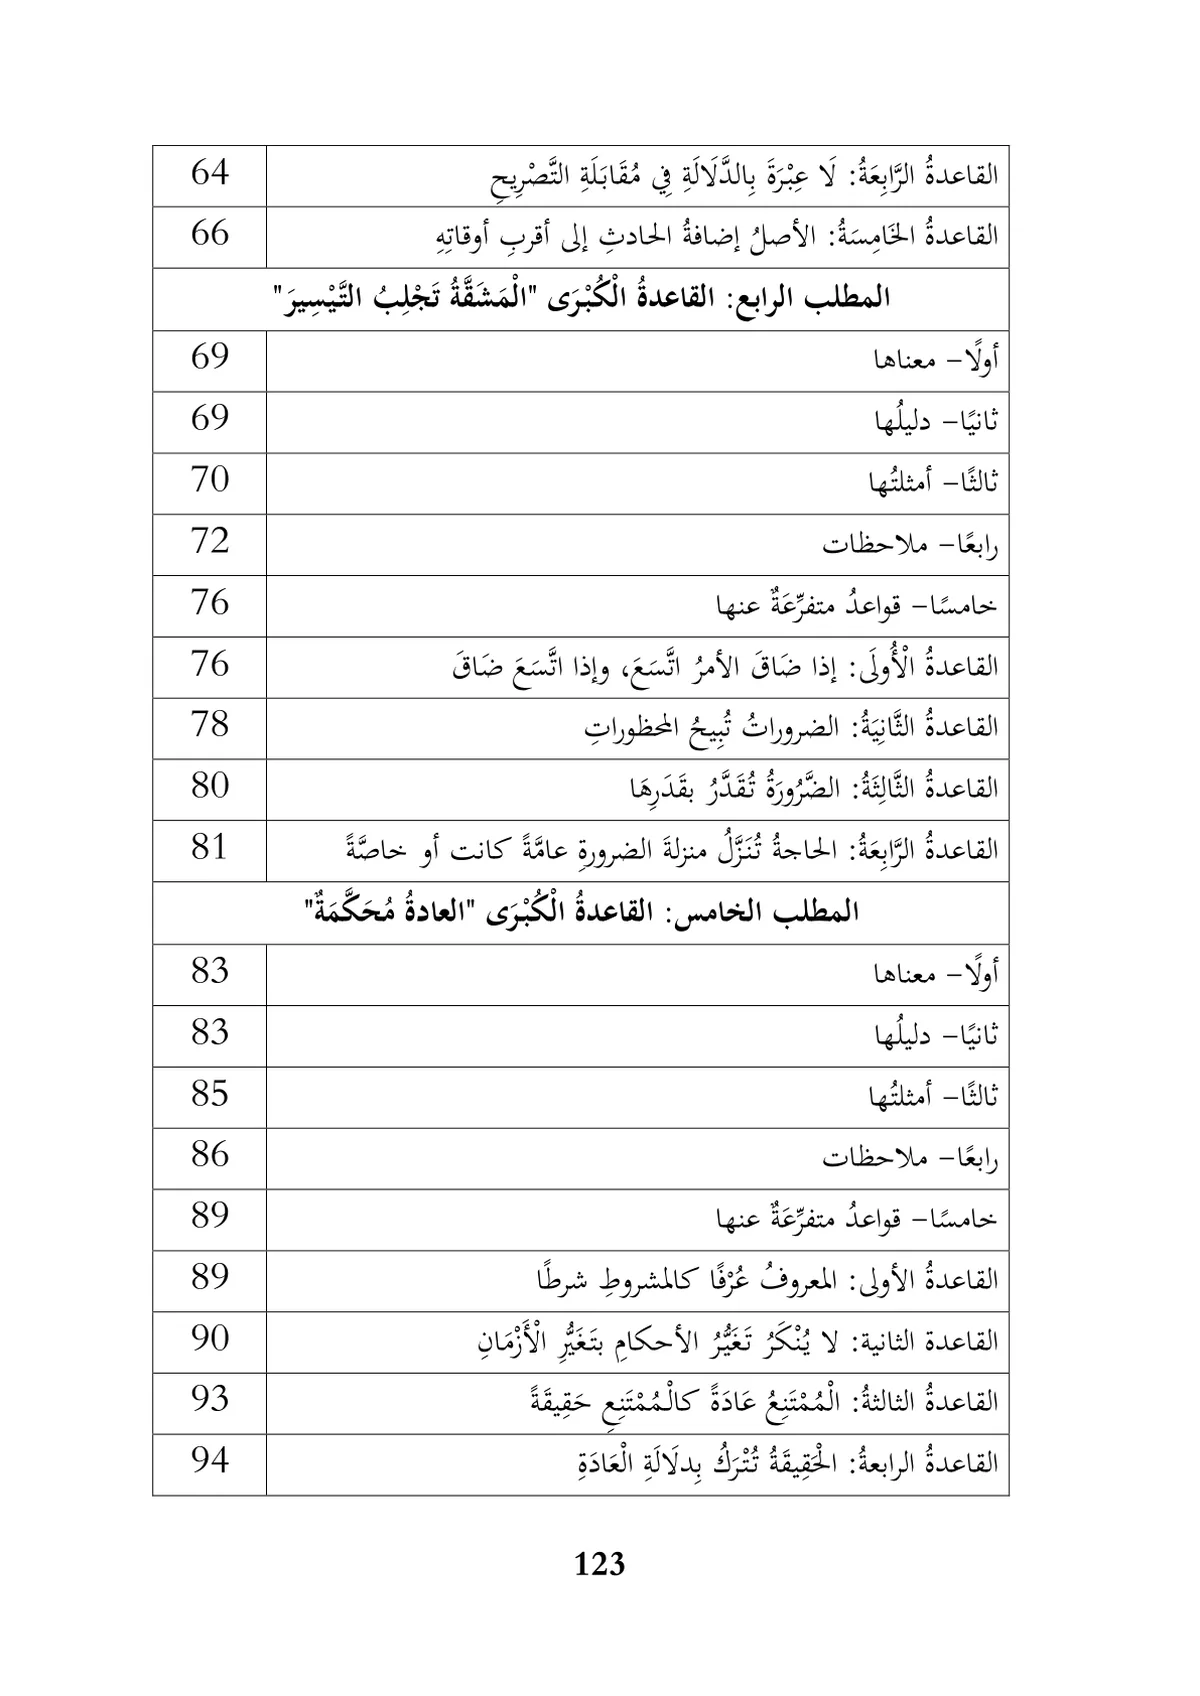 القاعدةُ الرَّابِعَةُ: لَا عِبْرَةَ بِالدَّلَالَةِ فِي مُقَابَلَةِ التَّصْرِيحِ 64
القاعدةُ الْخَامِسَةُ: الأصلُ إضافةُ الحادثِ إلى أقربِ أوقاتِهِ 66
المطلب الرابع: القاعدةُ الْكُبْرَى "الْمَشَقَّةُ تَجْلِبُ التَّيْسِيرَ"
أولًا- معناها 69
ثانيًا- دليلُها 69
ثالثًا- أمثلتُها 70
رابعًا- ملاحظات 72
خامسًا- قواعدُ متفرِّعَةٌ عنها 76
القاعدةُ الْأُولَى: إذا ضَاقَ الأمرُ اتَّسَعَ، وإذا اتَّسَعَ ضَاقَ 76
القاعدةُ الثَّانِيَةُ: الضروراتُ تُبِيحُ المحظوراتِ 78
القاعدةُ الثَّالِثَةُ: الضَّرُورَةُ تُقَدَّرُ بقَدَرِهَا 80
القاعدةُ الرَّابِعَةُ: الحاجةُ تُنَزَّلُ منزلةَ الضرورةِ عامَّةً كانت أو خاصَّةً 81
المطلب الخامس: القاعدةُ الْكُبْرَى "العادةُ مُحَكَّمَةٌ"
أولًا- معناها 83
ثانيًا- دليلُها 83
ثالثًا- أمثلتُها 85
رابعًا- ملاحظات 86
خامسًا- قواعدُ متفرِّعَةٌ عنها 89
القاعدةُ الأولى: المعروفُ عُرْفًا كالمشروطِ شرطًا 89
القاعدة الثانية: لا يُنْكَرُ تَغَيُّرُ الأحكامِ بتَغَيُّرِ الْأَزْمَانِ 90
القاعدةُ الثالثةُ: الْمُمْتَنِعُ عَادَةً كالْمُمْتَنِعِ حَقِيقَةً 93
القاعدةُ الرابعةُ: الْحَقِيقَةُ تُتْرَكُ بِدلَالَةِ الْعَادَةِ 94
123